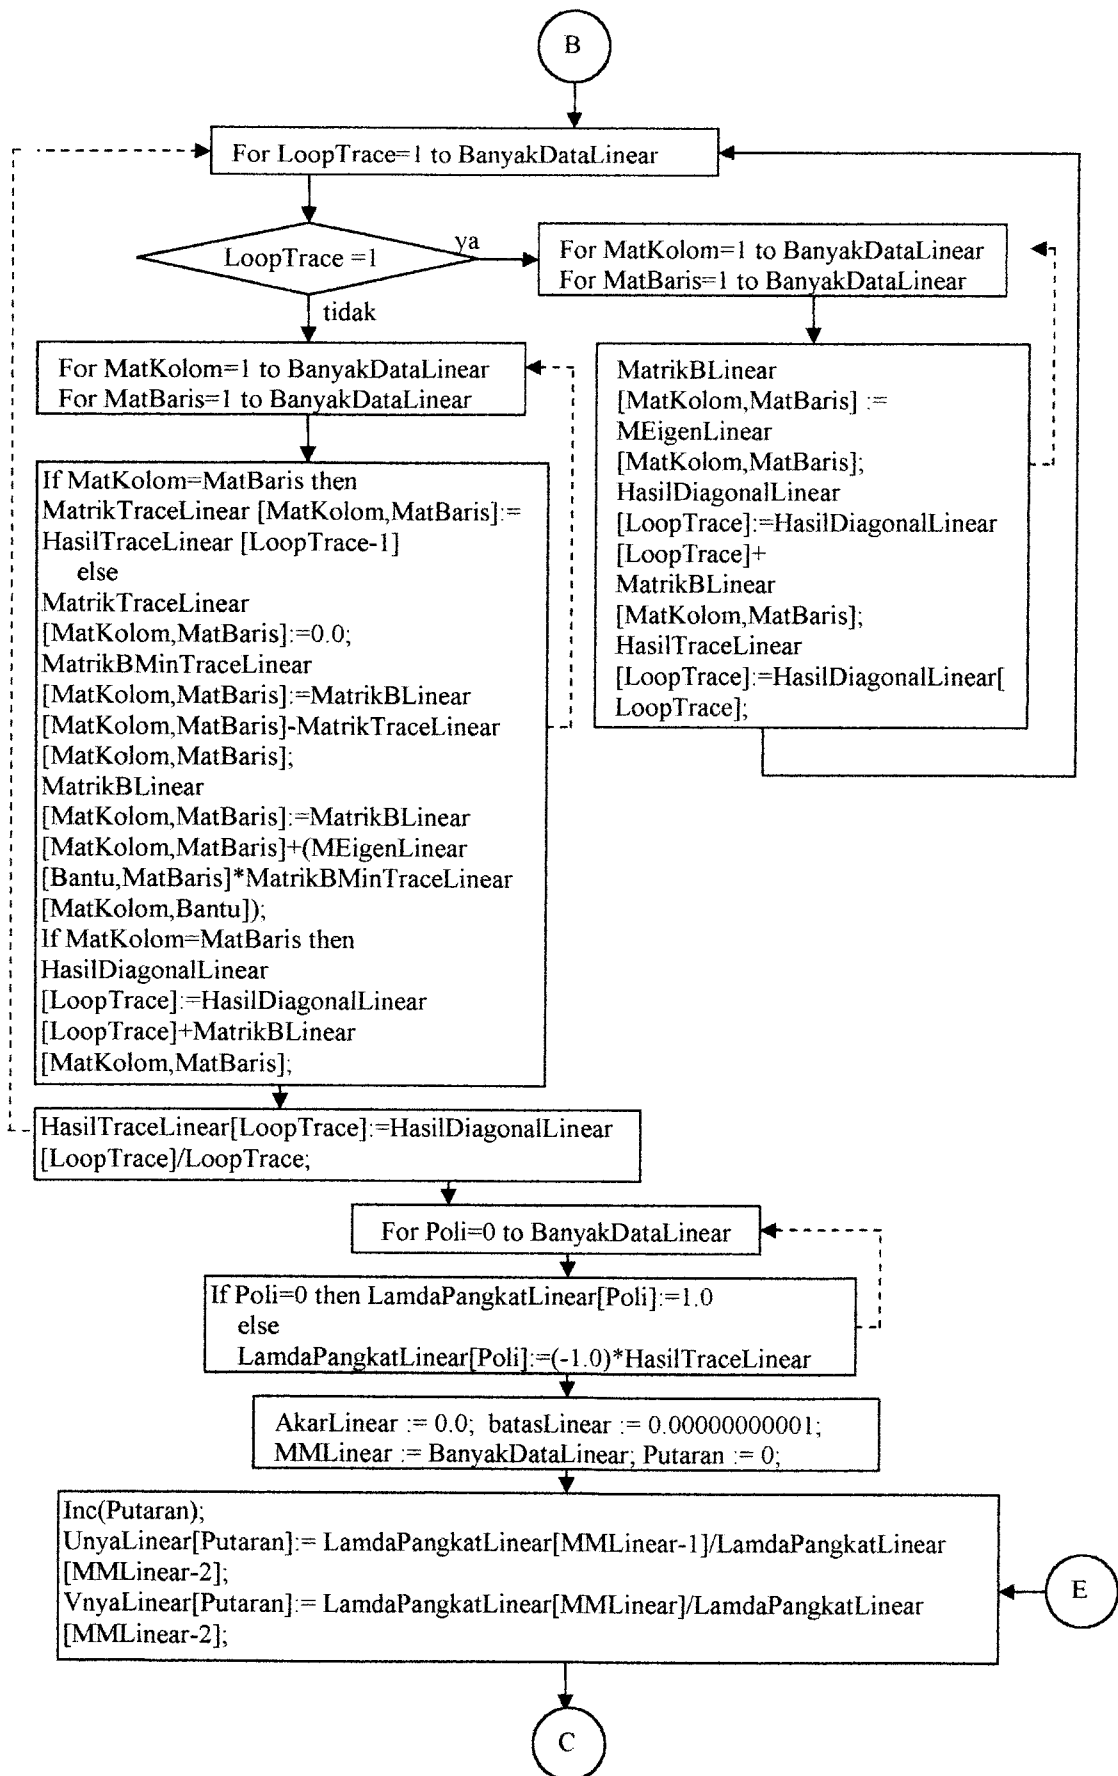 B
For LoopTrace=1 to BanyakDataLinear
LoopTrace =1
ya
tidak
For MatKolom=1 to BanyakDataLinear
For MatBaris=1 to BanyakDataLinear
MatrikBLinear
[MatKolom,MatBaris] :=
MEigenLinear
[MatKolom,MatBaris];
HasilDiagonalLinear
[LoopTrace]:=HasilDiagonalLinear
[LoopTrace]+
MatrikBLinear
[MatKolom,MatBaris];
HasilTraceLinear
[LoopTrace]:=HasilDiagonalLinear[
LoopTrace];
For MatKolom=1 to BanyakDataLinear
For MatBaris=1 to BanyakDataLinear
If MatKolom=MatBaris then
MatrikTraceLinear [MatKolom,MatBaris]:=
HasilTraceLinear [LoopTrace-1]
else
MatrikTraceLinear
[MatKolom,MatBaris]:=0.0;
MatrikBMinTraceLinear
[MatKolom,MatBaris]:=MatrikBLinear
[MatKolom,MatBaris]-MatrikTraceLinear
[MatKolom,MatBaris];
MatrikBLinear
[MatKolom,MatBaris]:=MatrikBLinear
[MatKolom,MatBaris]+(MEigenLinear
[Bantu,MatBaris]*MatrikBMinTraceLinear
[MatKolom,Bantu]);
If MatKolom=MatBaris then
HasilDiagonalLinear
[LoopTrace]:=HasilDiagonalLinear
[LoopTrace]+MatrikBLinear
[MatKolom,MatBaris];
HasilTraceLinear[LoopTrace]:=HasilDiagonalLinear
[LoopTrace]/LoopTrace;
For Poli=0 to BanyakDataLinear
If Poli=0 then LamdaPangkatLinear[Poli]:=1.0
else
LamdaPangkatLinear[Poli]:=(-1.0)*HasilTraceLinear
AkarLinear := 0.0; batasLinear := 0.00000000001;
MMLinear := BanyakDataLinear; Putaran := 0;
Inc(Putaran);
UnyaLinear[Putaran]:= LamdaPangkatLinear[MMLinear-1]/LamdaPangkatLinear
[MMLinear-2];
VnyaLinear[Putaran]:= LamdaPangkatLinear[MMLinear]/LamdaPangkatLinear
[MMLinear-2];
E
C